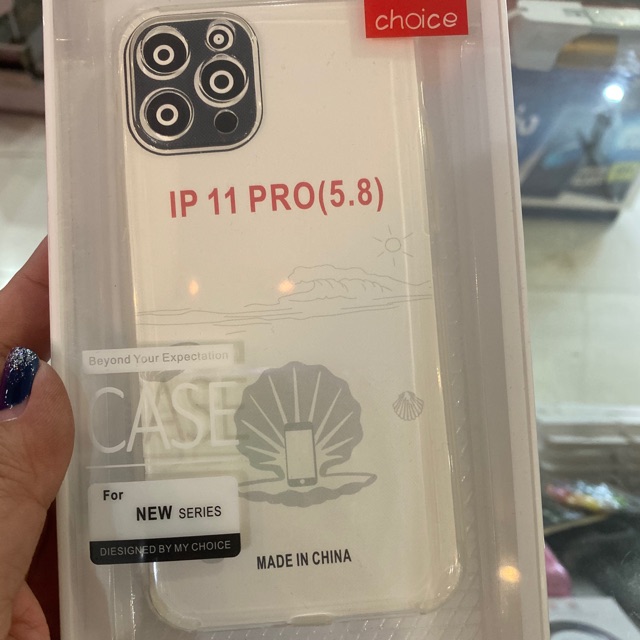 choice
IP 11 PRO(5.8)
Beyond Your Expectation
CASE
For
NEW SERIES
DIESIGNED BY MY CHOICE
MADE IN CHINA